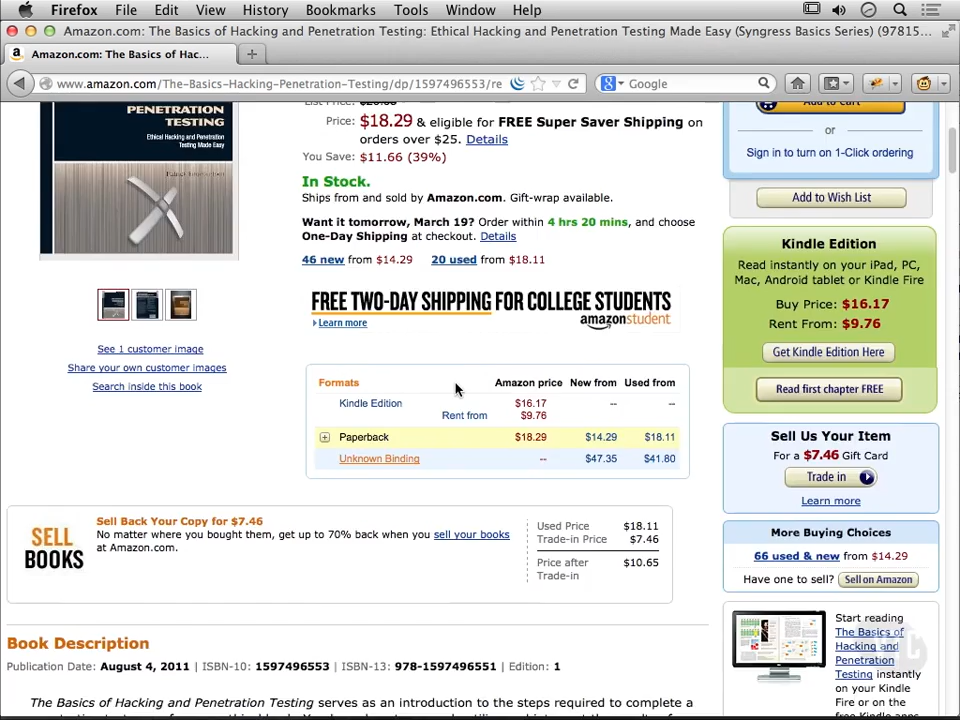 Firefox File Edit View History Bookmarks Tools Window Help
Amazon.com: The Basics of Hacking and Penetration Testing: Ethical Hacking and Penetration Testing Made Easy (Syngress Basics Series) (97815...
Amazon.com: The Basics of Hac...
www.amazon.com/The-Basics-Hacking-Penetration-Testing/dp/1597496553/re
Google
PENETRATION
TESTING
Ethical Hacking and Penetration
Testing Made Easy
See 1 customer image
Share your own customer images
Search inside this book
List Price:
Price: $18.29 & eligible for FREE Super Saver Shipping on
orders over $25. Details
You Save: $11.66 (39%)
In Stock.
Ships from and sold by Amazon.com. Gift-wrap available.
Want it tomorrow, March 19? Order within 4 hrs 20 mins, and choose
One-Day Shipping at checkout. Details
46 new from $14.29 20 used from $18.11
FREE TWO-DAY SHIPPING FOR COLLEGE STUDENTS
Learn more
amazonstudent
Formats Amazon price New from Used from
Kindle Edition $16.17 -- --
Rent from $9.76
Paperback $18.29 $14.29 $18.11
Unknown Binding -- $47.35 $41.80
SELL
BOOKS
Sell Back Your Copy for $7.46
No matter where you bought them, get up to 70% back when you sell your books
at Amazon.com.
Used Price $18.11
Trade-in Price $7.46
Price after $10.65
Trade-in
Book Description
Publication Date: August 4, 2011 | ISBN-10: 1597496553 | ISBN-13: 978-1597496551 | Edition: 1
The Basics of Hacking and Penetration Testing serves as an introduction to the steps required to complete a
Add to Cart
or
Sign in to turn on 1-Click ordering
Add to Wish List
Kindle Edition
Read instantly on your iPad, PC,
Mac, Android tablet or Kindle Fire
Buy Price: $16.17
Rent From: $9.76
Get Kindle Edition Here
Read first chapter FREE
Sell Us Your Item
For a $7.46 Gift Card
Trade in
Learn more
More Buying Choices
66 used & new from $14.29
Have one to sell? Sell on Amazon
Start reading
The Basics of
Hacking and
Penetration
Testing instantly
on your Kindle
Fire or on the